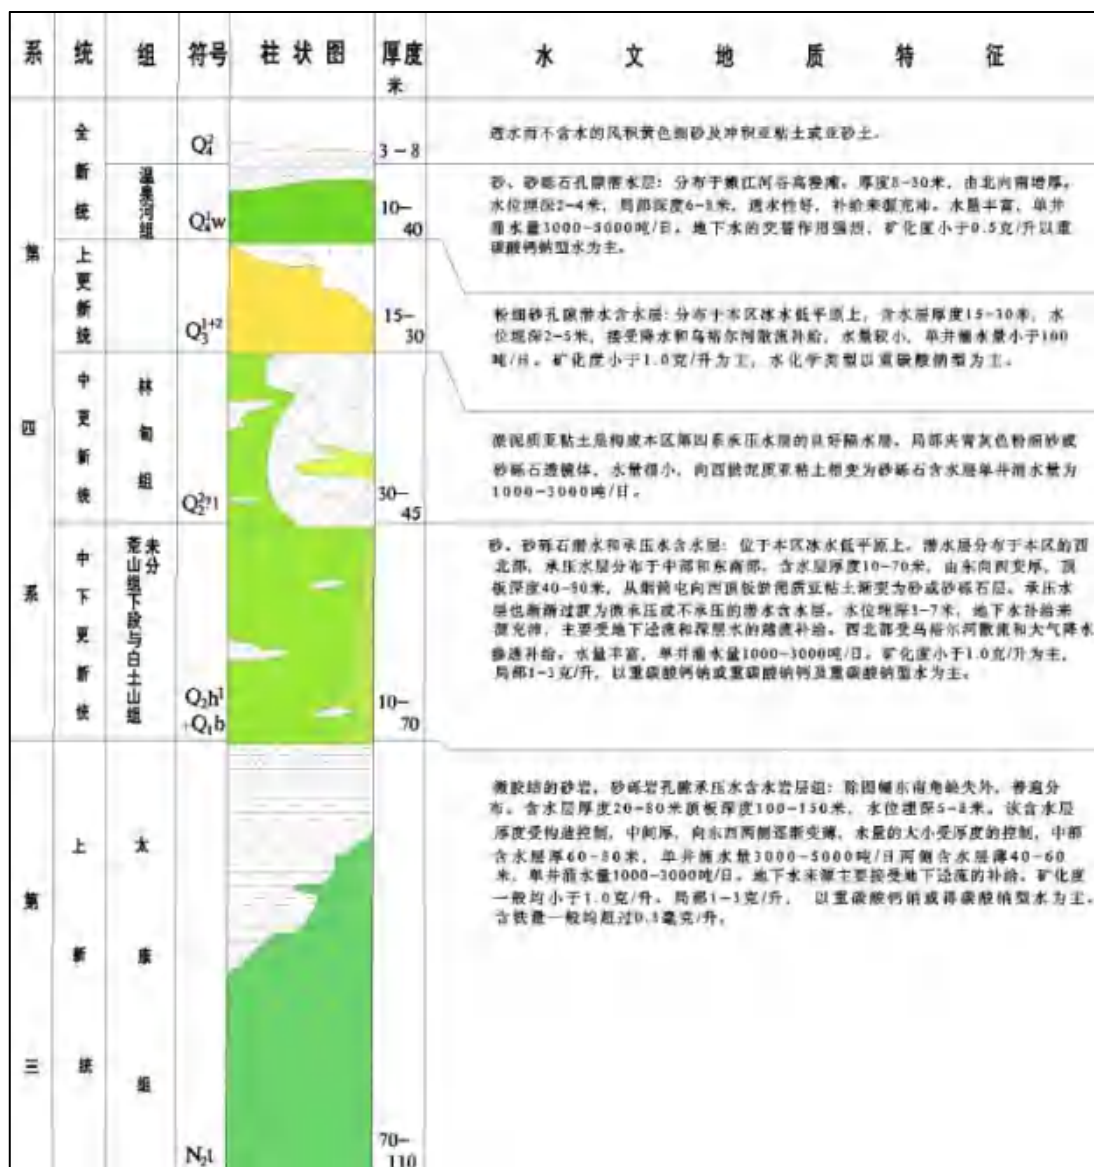 系 统 组 符号 柱状图 厚度 水文地质特征
米
第四系
全新统
Q₄²
3-8
透水而不含水的风积黄色细砂及冲积亚粘土或亚砂土。
温泉河组
Q₄¹w
10-
40
砂、砂砾石孔隙潜水层：分布于嫩江河谷高漫滩。厚度8-30米，由北向南增厚。
水位埋深2-4米，局部深度6-8米，透水性好，补给来源充沛。水量丰富，单井
涌水量3000-5000吨/日。地下水的交替作用强烈，矿化度小于0.5克/升以重
碳酸钙钠型水为主。
上更新统
Q₃¹⁺²
15-
30
粉细砂孔隙潜水含水层：分布于本区冰水低平原上，含水层厚度15-30米，水
位埋深2-5米，接受降水和乌裕尔河散流补给，水量较小，单井涌水量小于100
吨/日。矿化度小于1.0克/升为主，水化学类型以重碳酸钠型为主。
中更新统
林甸组
30-
45
淤泥质亚粘土是构成本区第四系承压水层的良好隔水层，局部夹青灰色粉细砂或
砂砾石透镜体，水量很小，向西淤泥质亚粘土相变为砂砾石含水层单井涌水量为
1000-3000吨/日。
中下更新统
未分
荒山组下段与白土山组
Q₂h¹
+Q₁b
10-
70
砂、砂砾石潜水和承压水含水层：位于本区冰水低平原上。潜水层分布于本区的西
北部，承压水层分布于中部和东南部。含水层厚度10-70米，由东向西变厚，顶
板深度40-90米，从烟筒屯向西顶板淤泥质亚粘土渐变为砂或砂砾石层。承压水
层也渐渐过渡为微承压或不承压的潜水含水层。水位埋深3-7米，地下水补给来
源充沛，主要受地下迳流和深层水的越流补给。西北部受乌裕尔河散流和大气降水
渗透补给。水量丰富，单井涌水量1000-3000吨/日。矿化度小于1.0克/升为主，
局部1-3克/升，以重碳酸钙钠或重碳酸钠钙及重碳酸钠型水为主。
第三
上新统
太康组
N₂t
70-
110
微胶结的砂岩，砂砾岩孔隙承压水含水岩层组：除图幅东南角缺失外，普遍分
布。含水层厚度20-80米顶板深度100-150米，水位埋深5-8米。该含水层
厚度受构造控制，中间厚，向东西两侧逐渐变薄，水量的大小受厚度的控制，中部
含水层厚60-80米，单井涌水量3000-5000吨/日两侧含水层薄40-60
米，单井涌水量1000-3000吨/日。地下水来源主要接受地下迳流的补给。矿化度
一般均小于1.0克/升。局部1-3克/升， 以重碳酸钙钠或得碳酸钠型水为主。
含铁量一般均超过0.3毫克/升。